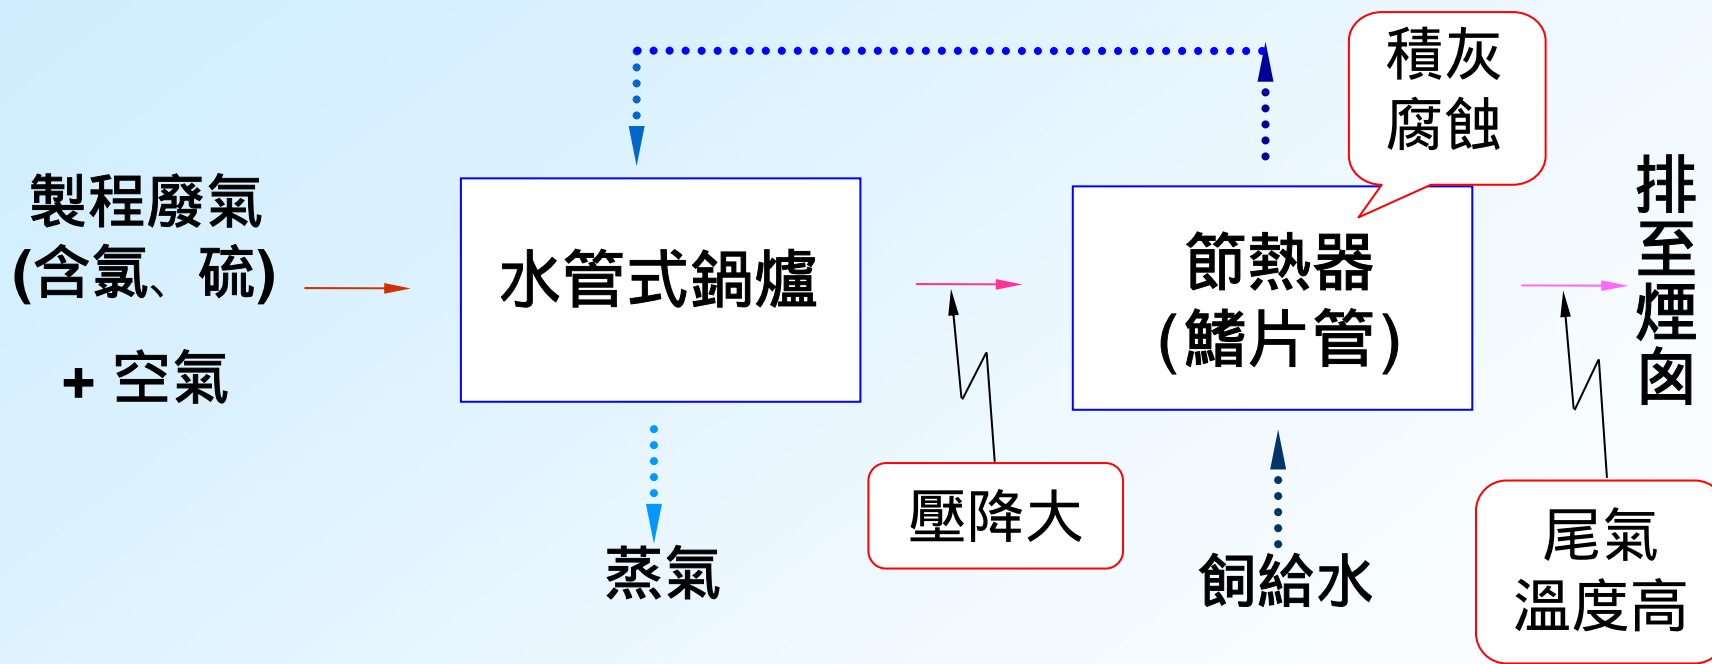 積灰
腐蝕
製程廢氣
(含氯、硫)
+ 空氣
水管式鍋爐
節熱器
(鰭片管)
排至煙囪
壓降大
蒸氣
飼給水
尾氣
溫度高